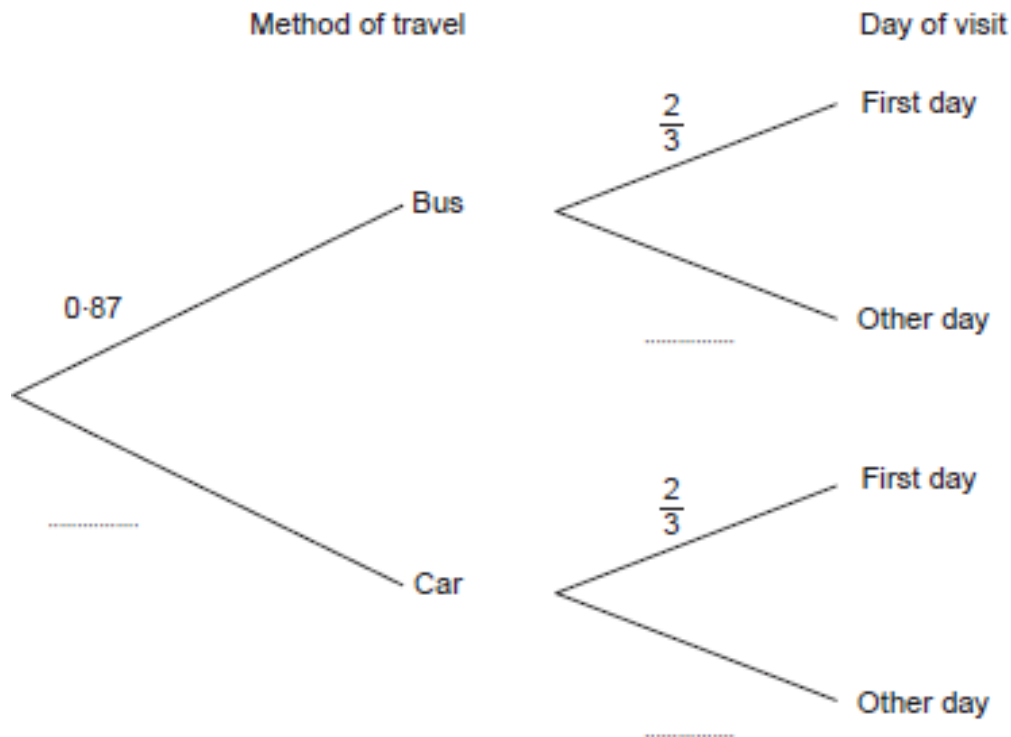 Method of travel Day of visit
2/3 First day
Bus
0·87
Other day
2/3 First day
Car
Other day